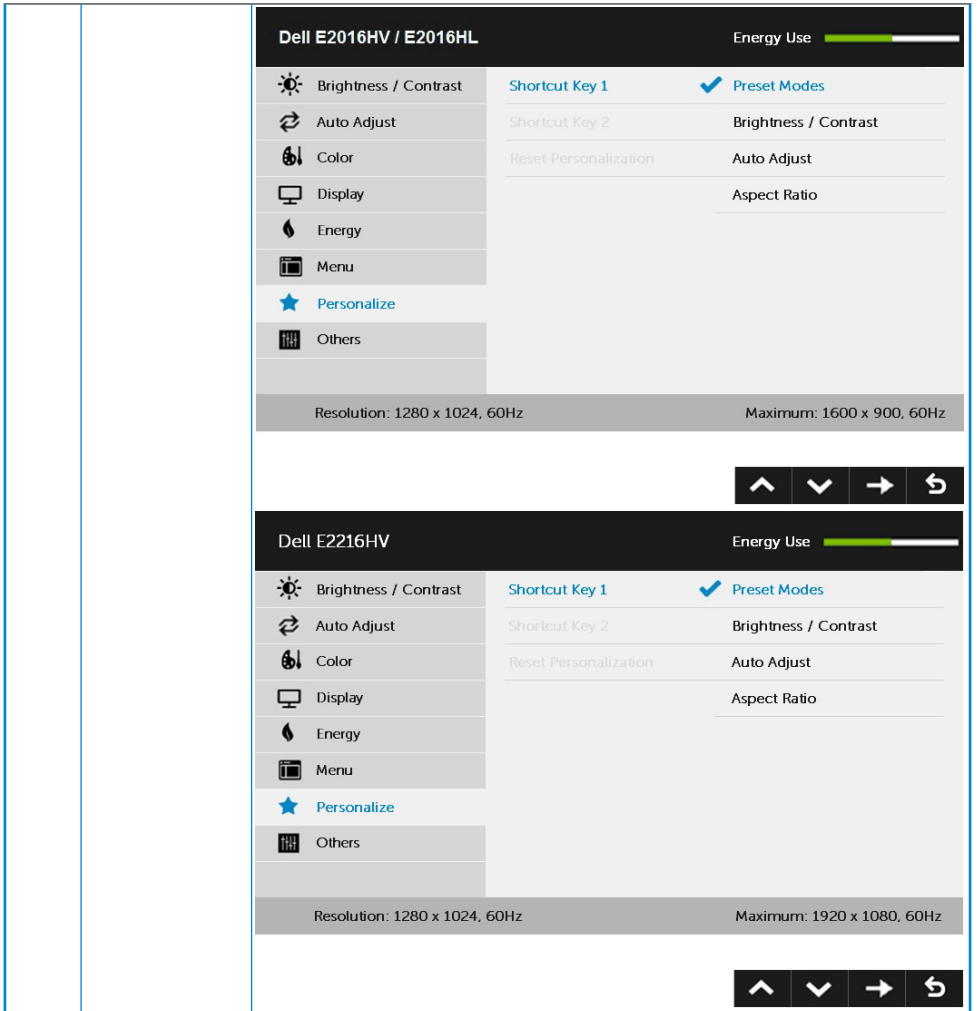 Dell E2016HV / E2016HL Energy Use
Brightness / Contrast Shortcut Key 1 Preset Modes
Auto Adjust Shortcut Key 2 Brightness / Contrast
Color Reset Personalization Auto Adjust
Display Aspect Ratio
Energy
Menu
Personalize
Others
Resolution: 1280 x 1024, 60Hz Maximum: 1600 x 900, 60Hz
Dell E2216HV Energy Use
Brightness / Contrast Shortcut Key 1 Preset Modes
Auto Adjust Shortcut Key 2 Brightness / Contrast
Color Reset Personalization Auto Adjust
Display Aspect Ratio
Energy
Menu
Personalize
Others
Resolution: 1280 x 1024, 60Hz Maximum: 1920 x 1080, 60Hz